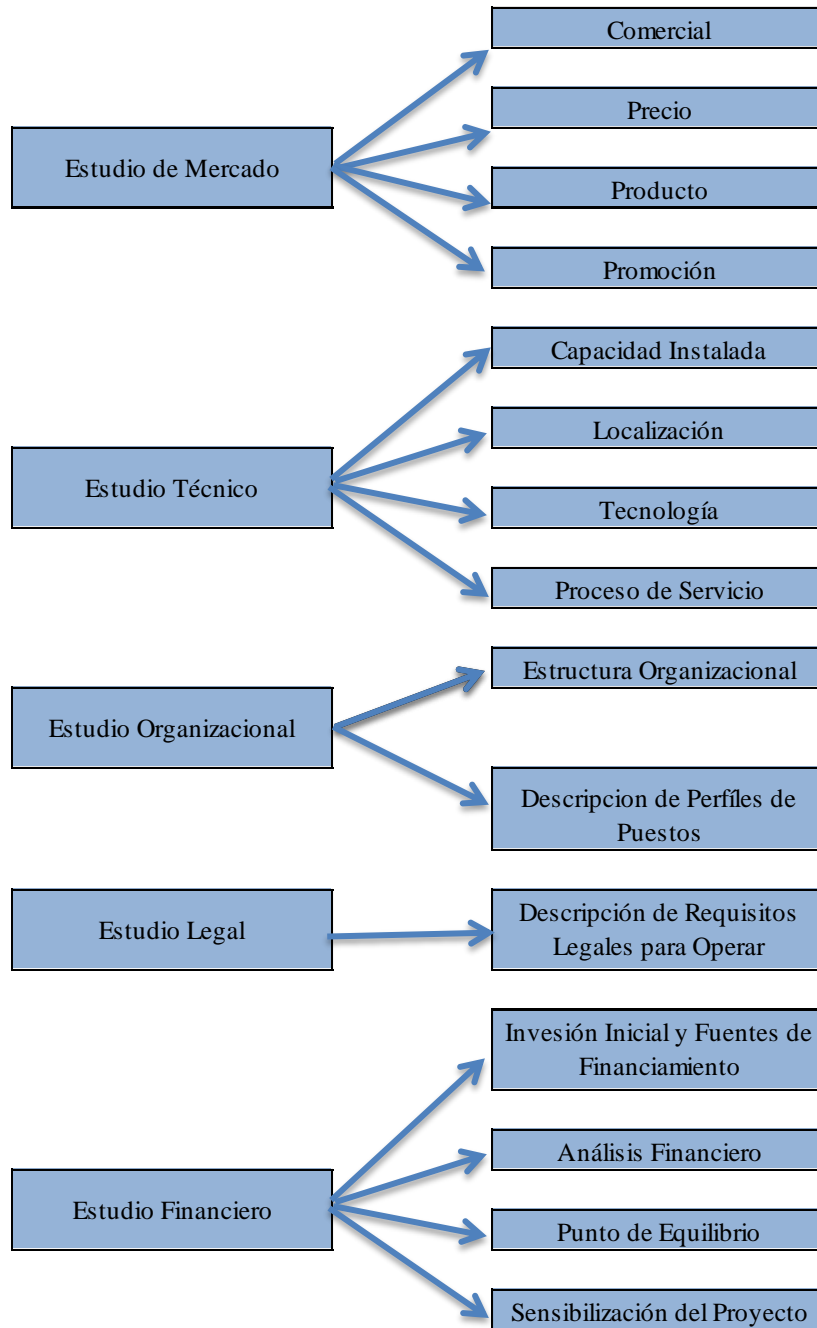 Estudio de Mercado
Comercial
Precio
Producto
Promoción
Estudio Técnico
Capacidad Instalada
Localización
Tecnología
Proceso de Servicio
Estudio Organizacional
Estructura Organizacional
Descripcion de Perfíles de
Puestos
Estudio Legal
Descripción de Requisitos
Legales para Operar
Estudio Financiero
Invesión Inicial y Fuentes de
Financiamiento
Análisis Financiero
Punto de Equilibrio
Sensibilización del Proyecto